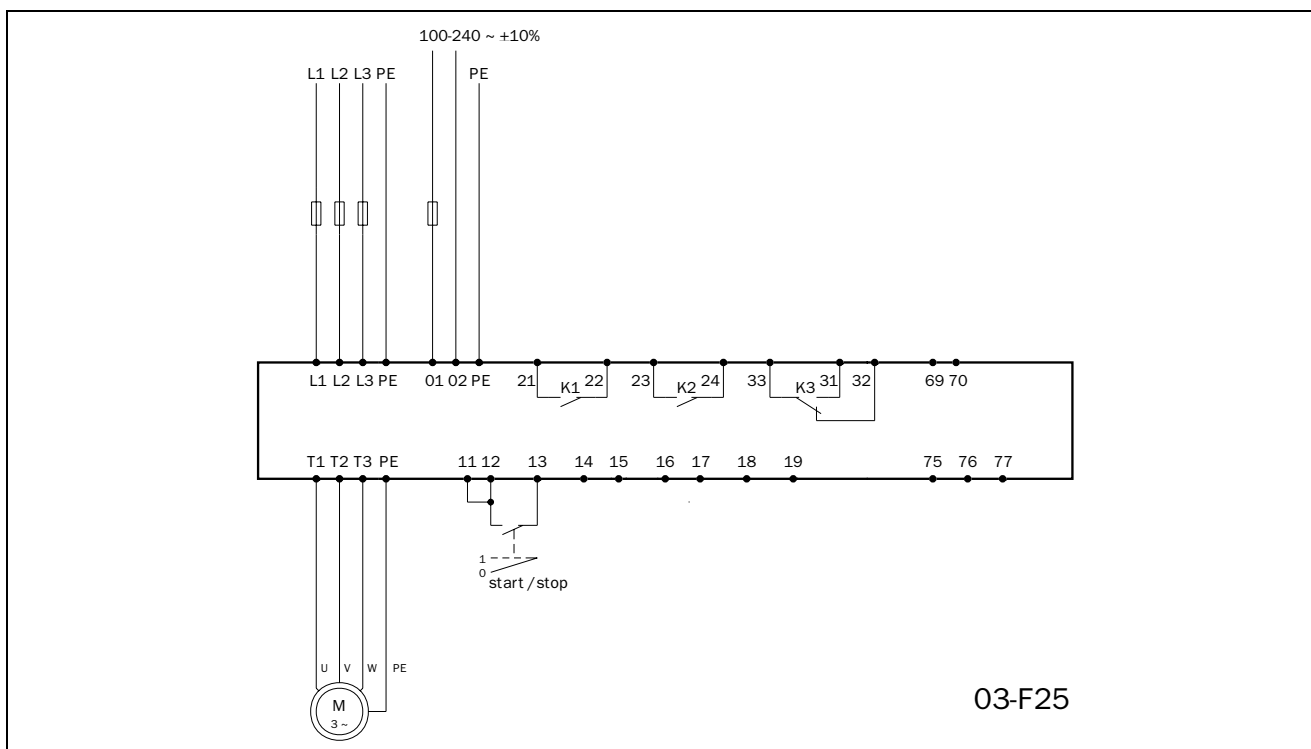 100-240 ~ ±10%
L1 L2 L3 PE PE
L1 L2 L3 PE 01 02 PE 21 K1 22 23 K2 24 33 K3 31 32 69 70
T1 T2 T3 PE 11 12 13 14 15 16 17 18 19 75 76 77
1
0
start/stop
U V W PE
M
3 ~
03-F25